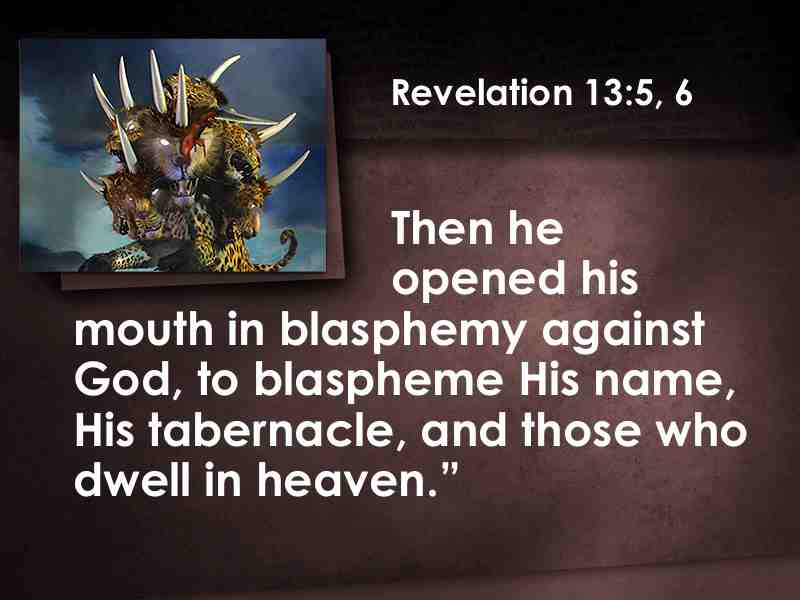 Revelation 13:5, 6
Then he
opened his
mouth in blasphemy against
God, to blaspheme His name,
His tabernacle, and those who
dwell in heaven.”